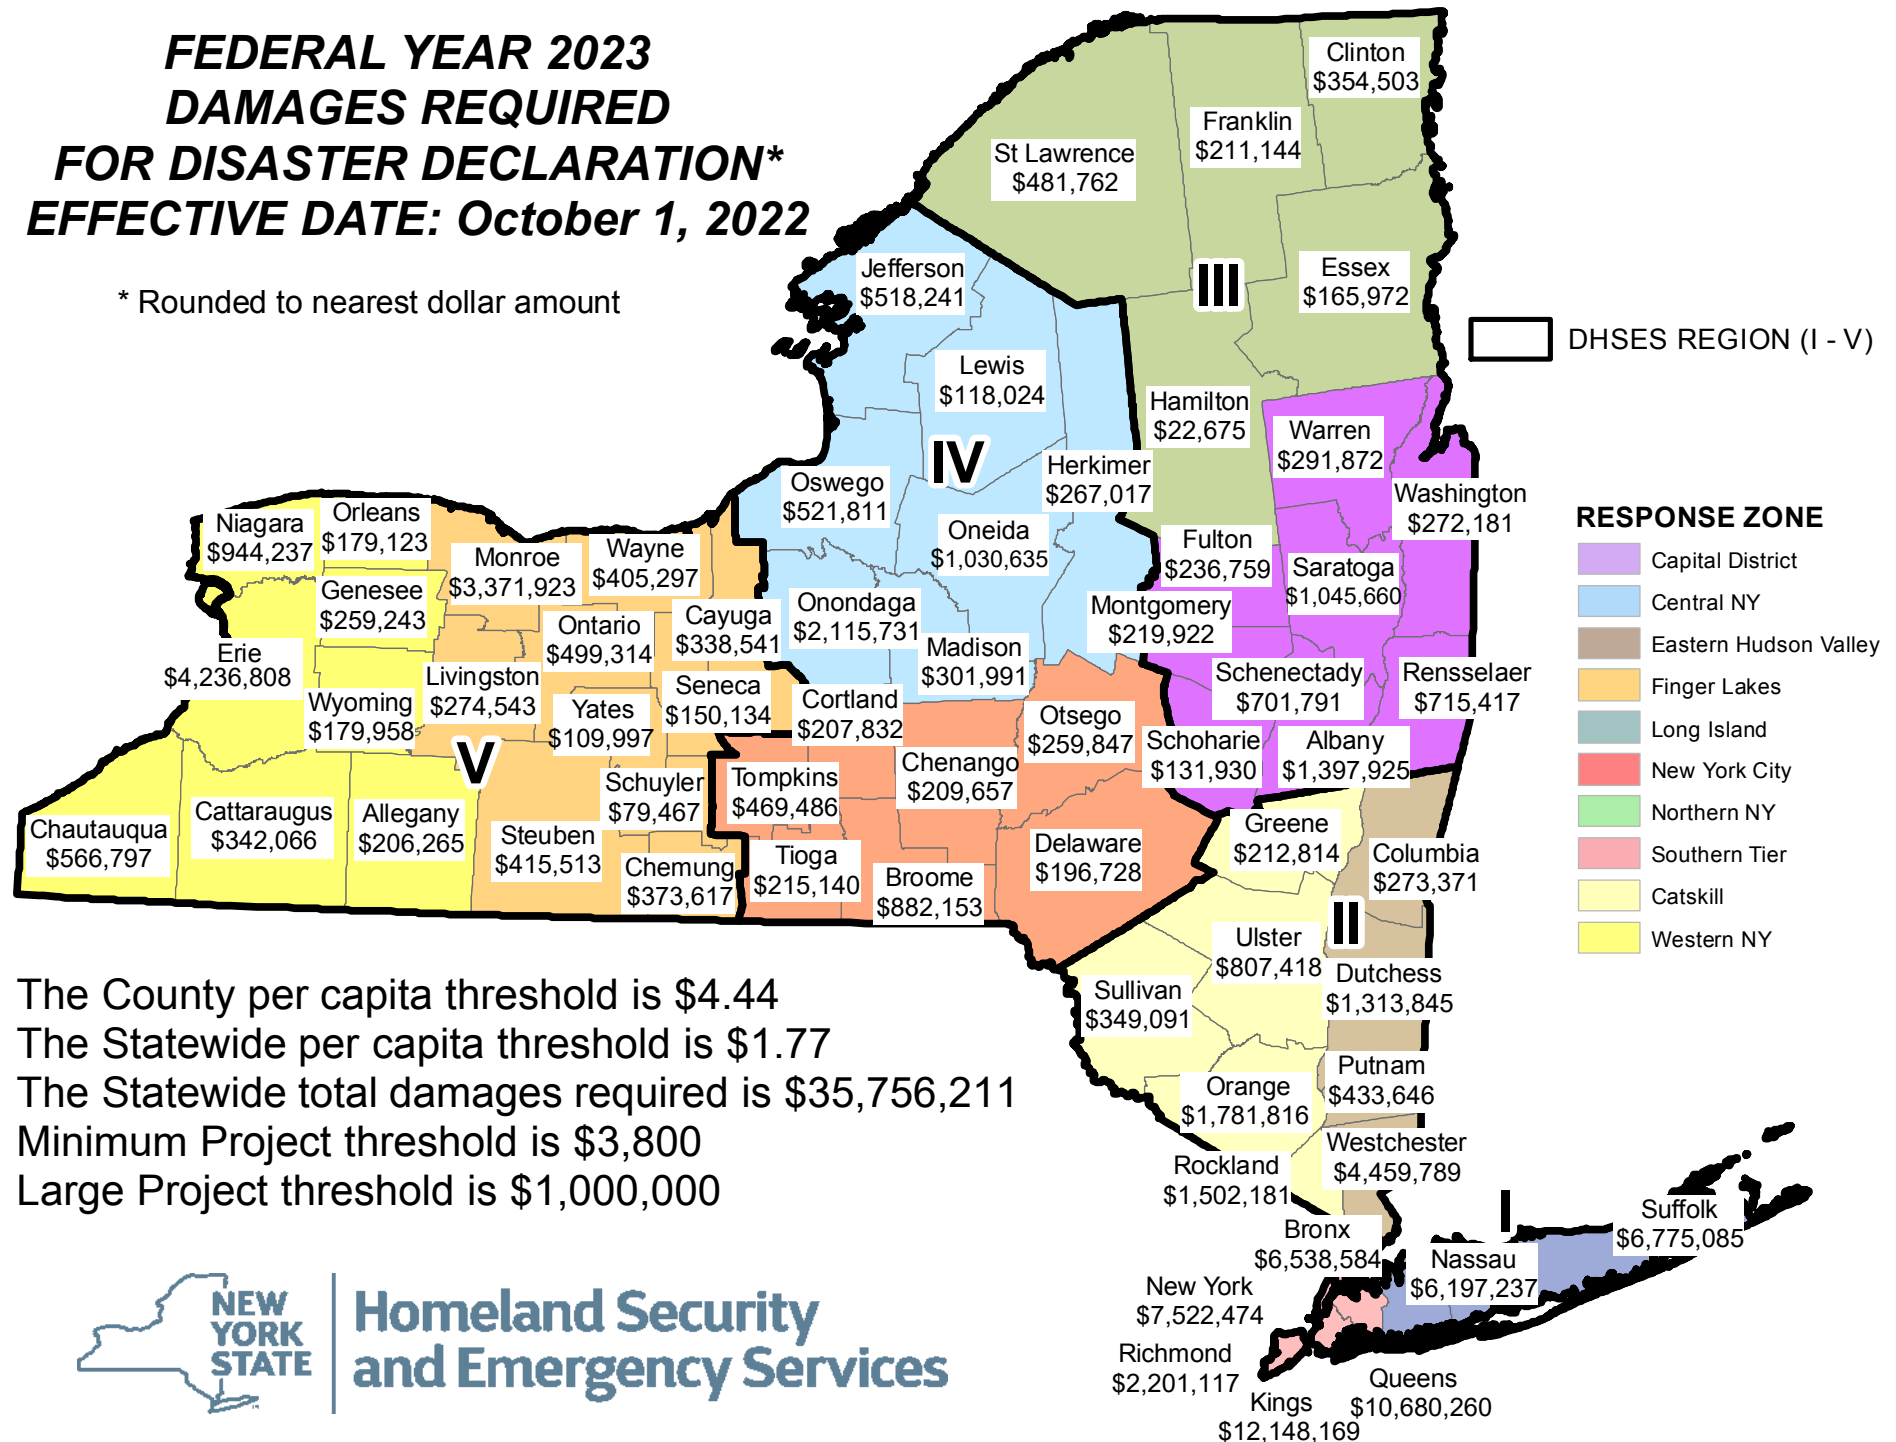 FEDERAL YEAR 2023
DAMAGES REQUIRED
FOR DISASTER DECLARATION*
EFFECTIVE DATE: October 1, 2022
* Rounded to nearest dollar amount
Clinton
$354,503
Franklin
$211,144
St Lawrence
$481,762
Essex
$165,972
III
Jefferson
$518,241
DHSES REGION (I - V)
Lewis
$118,024
Hamilton
$22,675
Warren
$291,872
IV
Herkimer
$267,017
Oswego
$521,811
Washington
$272,181
Oneida
$1,030,635
Fulton
$236,759
Saratoga
$1,045,660
Niagara
$944,237
Orleans
$179,123
Monroe
$3,371,923
Wayne
$405,297
Genesee
$259,243
Ontario
$499,314
Cayuga
$338,541
Onondaga
$2,115,731
Madison
$301,991
Montgomery
$219,922
Erie
$4,236,808
Wyoming
$179,958
Livingston
$274,543
Yates
$109,997
Seneca
$150,134
Cortland
$207,832
Otsego
$259,847
Schenectady
$701,791
Rensselaer
$715,417
Schoharie
$131,930
Albany
$1,397,925
V
Schuyler
$79,467
Tompkins
$469,486
Chenango
$209,657
Chautauqua
$566,797
Cattaraugus
$342,066
Allegany
$206,265
Steuben
$415,513
Chemung
$373,617
Tioga
$215,140
Broome
$882,153
Delaware
$196,728
Greene
$212,814
Columbia
$273,371
II
Ulster
$807,418
Dutchess
$1,313,845
Sullivan
$349,091
Putnam
$433,646
Orange
$1,781,816
Westchester
$4,459,789
Rockland
$1,502,181
I
Bronx
$6,538,584
Suffolk
$6,775,085
Nassau
$6,197,237
New York
$7,522,474
Richmond
$2,201,117
Kings
$12,148,169
Queens
$10,680,260
RESPONSE ZONE
Capital District
Central NY
Eastern Hudson Valley
Finger Lakes
Long Island
New York City
Northern NY
Southern Tier
Catskill
Western NY
The County per capita threshold is $4.44
The Statewide per capita threshold is $1.77
The Statewide total damages required is $35,756,211
Minimum Project threshold is $3,800
Large Project threshold is $1,000,000
NEW
YORK
STATE
Homeland Security
and Emergency Services